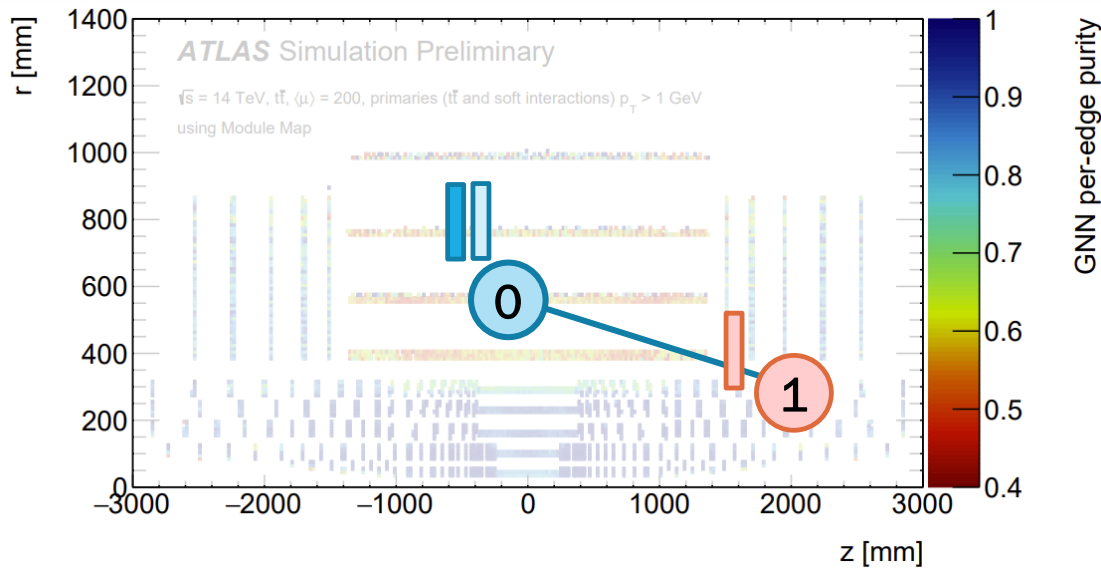 ATLAS Simulation Preliminary
√s = 14 TeV, tt̄, ⟨μ⟩ = 200, primaries (tt̄ and soft interactions) p_T > 1 GeV
using Module Map
r [mm]
1400
1200
1000
800
600
400
200
0
−3000 −2000 −1000 0 1000 2000 3000
z [mm]
0
1
1
0.9
0.8
0.7
0.6
0.5
0.4
GNN per-edge purity